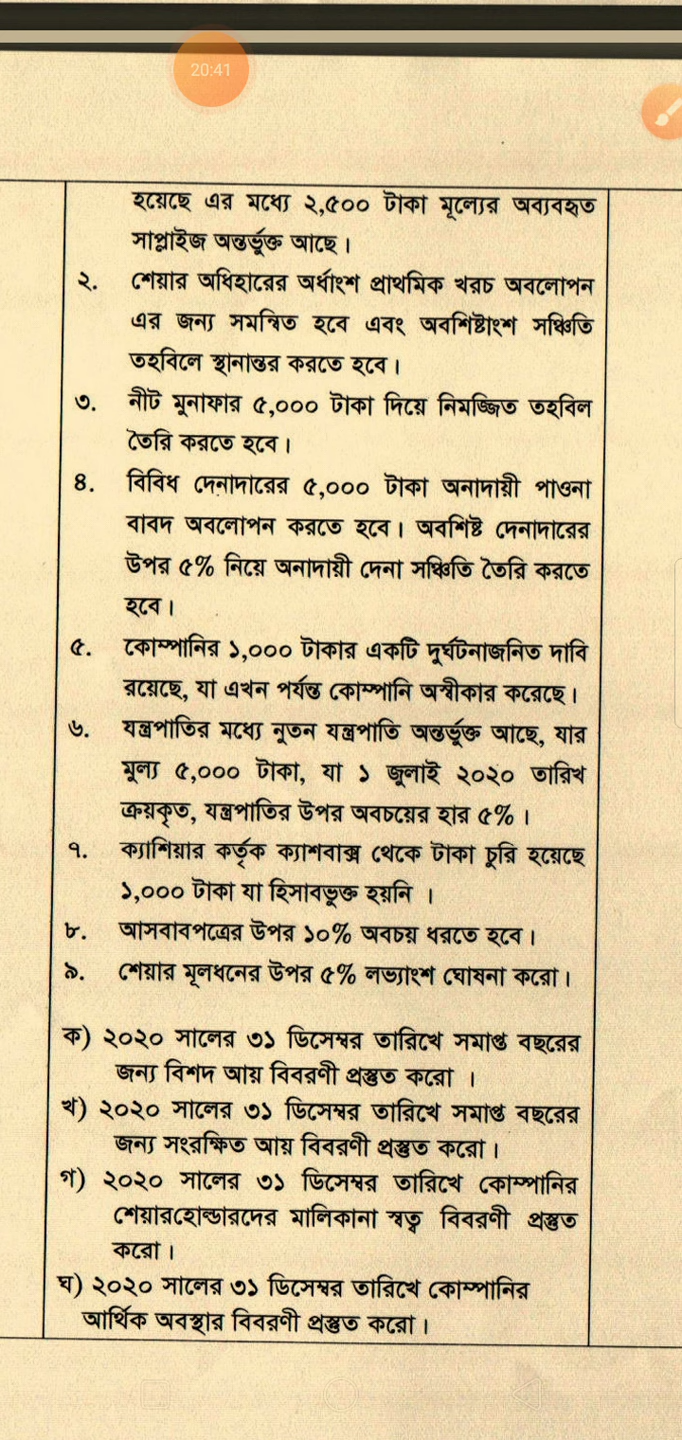 20:41
হয়েছে এর মধ্যে ২,৫০০ টাকা মূল্যের অব্যবহৃত
সাপ্লাইজ অন্তর্ভুক্ত আছে।
২. শেয়ার অধিহারের অর্ধাংশ প্রাথমিক খরচ অবলোপন
এর জন্য সমন্বিত হবে এবং অবশিষ্টাংশ সঞ্চিতি
তহবিলে স্থানান্তর করতে হবে।
৩. নীট মুনাফার ৫,০০০ টাকা দিয়ে নিমজ্জিত তহবিল
তৈরি করতে হবে।
৪. বিবিধ দেনাদারের ৫,০০০ টাকা অনাদায়ী পাওনা
বাবদ অবলোপন করতে হবে। অবশিষ্ট দেনাদারের
উপর ৫% নিয়ে অনাদায়ী দেনা সঞ্চিতি তৈরি করতে
হবে।
৫. কোম্পানির ১,০০০ টাকার একটি দুর্ঘটনাজনিত দাবি
রয়েছে, যা এখন পর্যন্ত কোম্পানি অস্বীকার করেছে।
৬. যন্ত্রপাতির মধ্যে নুতন যন্ত্রপাতি অন্তর্ভুক্ত আছে, যার
মুল্য ৫,০০০ টাকা, যা ১ জুলাই ২০২০ তারিখ
ক্রয়কৃত, যন্ত্রপাতির উপর অবচয়ের হার ৫%।
৭. ক্যাশিয়ার কর্তৃক ক্যাশবাক্স থেকে টাকা চুরি হয়েছে
১,০০০ টাকা যা হিসাবভুক্ত হয়নি ।
৮. আসবাবপত্রের উপর ১০% অবচয় ধরতে হবে।
৯. শেয়ার মূলধনের উপর ৫% লভ্যাংশ ঘোষনা করো।
ক) ২০২০ সালের ৩১ ডিসেম্বর তারিখে সমাপ্ত বছরের
জন্য বিশদ আয় বিবরণী প্রস্তুত করো ।
খ) ২০২০ সালের ৩১ ডিসেম্বর তারিখে সমাপ্ত বছরের
জন্য সংরক্ষিত আয় বিবরণী প্রস্তুত করো।
গ) ২০২০ সালের ৩১ ডিসেম্বর তারিখে কোম্পানির
শেয়ারহোল্ডারদের মালিকানা স্বত্ব বিবরণী প্রস্তুত
করো।
ঘ) ২০২০ সালের ৩১ ডিসেম্বর তারিখে কোম্পানির
আর্থিক অবস্থার বিবরণী প্রস্তুত করো।